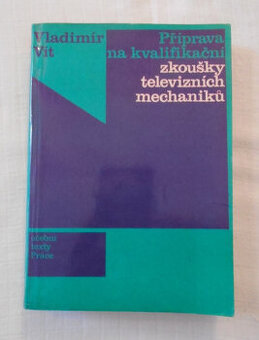 Vladimír
Vít
Příprava
na kvalifikační
zkoušky
televizních
mechaniků
učební
texty
Práce